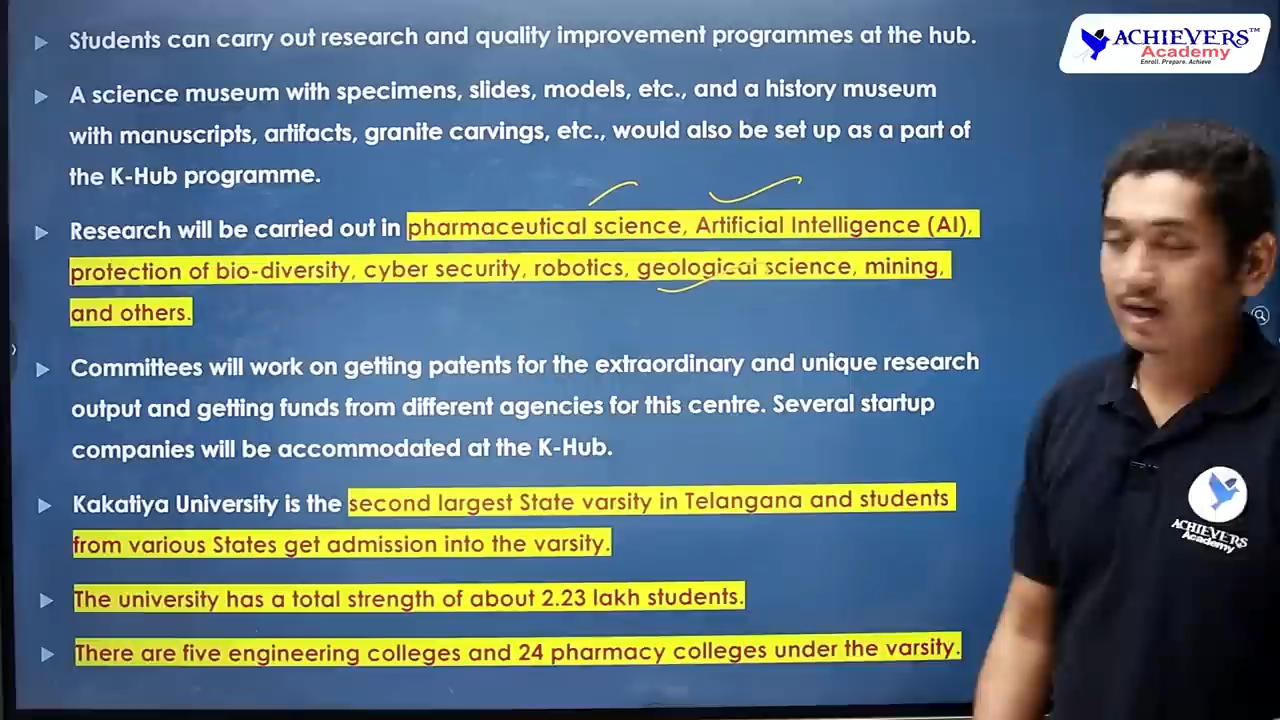 Students can carry out research and quality improvement programmes at the hub.
A science museum with specimens, slides, models, etc., and a history museum
with manuscripts, artifacts, granite carvings, etc., would also be set up as a part of
the K-Hub programme.
Research will be carried out in pharmaceutical science, Artificial Intelligence (AI),
protection of bio-diversity, cyber security, robotics, geological science, mining,
and others.
Committees will work on getting patents for the extraordinary and unique research
output and getting funds from different agencies for this centre. Several startup
companies will be accommodated at the K-Hub.
Kakatiya University is the second largest State varsity in Telangana and students
from various States get admission into the varsity.
The university has a total strength of about 2.23 lakh students.
There are five engineering colleges and 24 pharmacy colleges under the varsity.
ACHIEVERS™
Academy
Enroll. Prepare. Achieve
ACHIEVERS
Academy